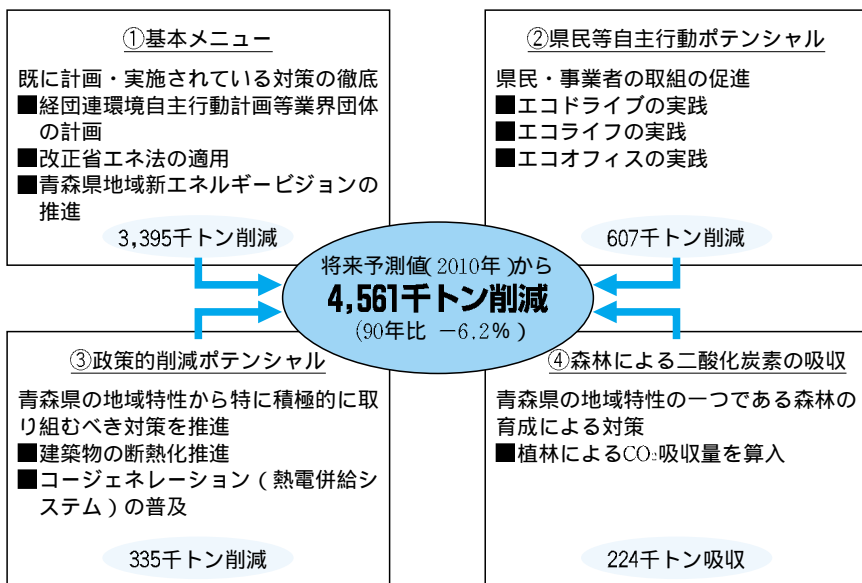 ①基本メニュー
既に計画・実施されている対策の徹底
■経団連環境自主行動計画等業界団体
の計画
■改正省エネ法の適用
■青森県地域新エネルギービジョンの
推進
3,395千トン削減
②県民等自主行動ポテンシャル
県民・事業者の取組の促進
■エコドライブの実践
■エコライフの実践
■エコオフィスの実践
607千トン削減
将来予測値(2010年)から
4,561千トン削減
(90年比 －6.2％)
③政策的削減ポテンシャル
青森県の地域特性から特に積極的に取
り組むべき対策を推進
■建築物の断熱化推進
■コージェネレーション(熱電併給シ
ステム)の普及
335千トン削減
④森林による二酸化炭素の吸収
青森県の地域特性の一つである森林の
育成による対策
■植林によるCO₂吸収量を算入
224千トン吸収